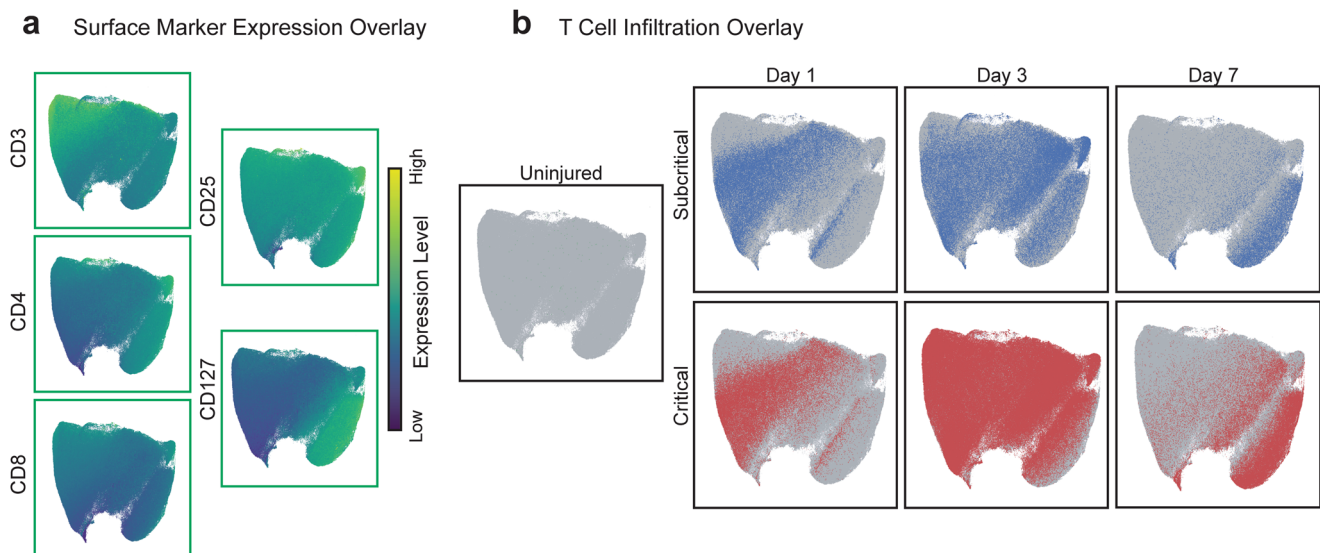 a Surface Marker Expression Overlay
CD3
CD4
CD8
CD25
CD127
High
Expression Level
Low
b T Cell Infiltration Overlay
Uninjured
Day 1
Day 3
Day 7
Subcritical
Critical